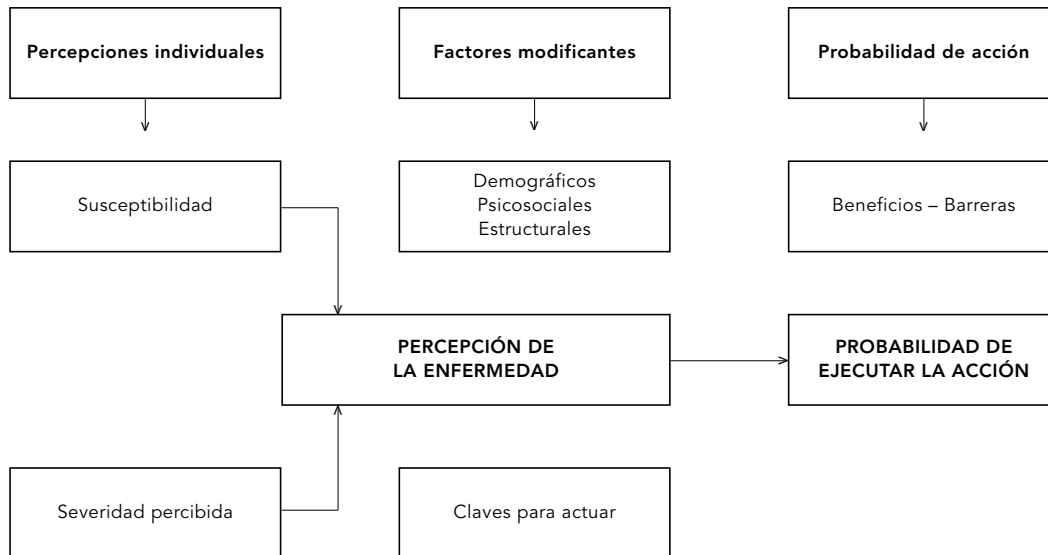 Percepciones individuales
Factores modificantes
Probabilidad de acción
Susceptibilidad
Demográficos
Psicosociales
Estructurales
Beneficios – Barreras
PERCEPCIÓN DE
LA ENFERMEDAD
PROBABILIDAD DE
EJECUTAR LA ACCIÓN
Severidad percibida
Claves para actuar